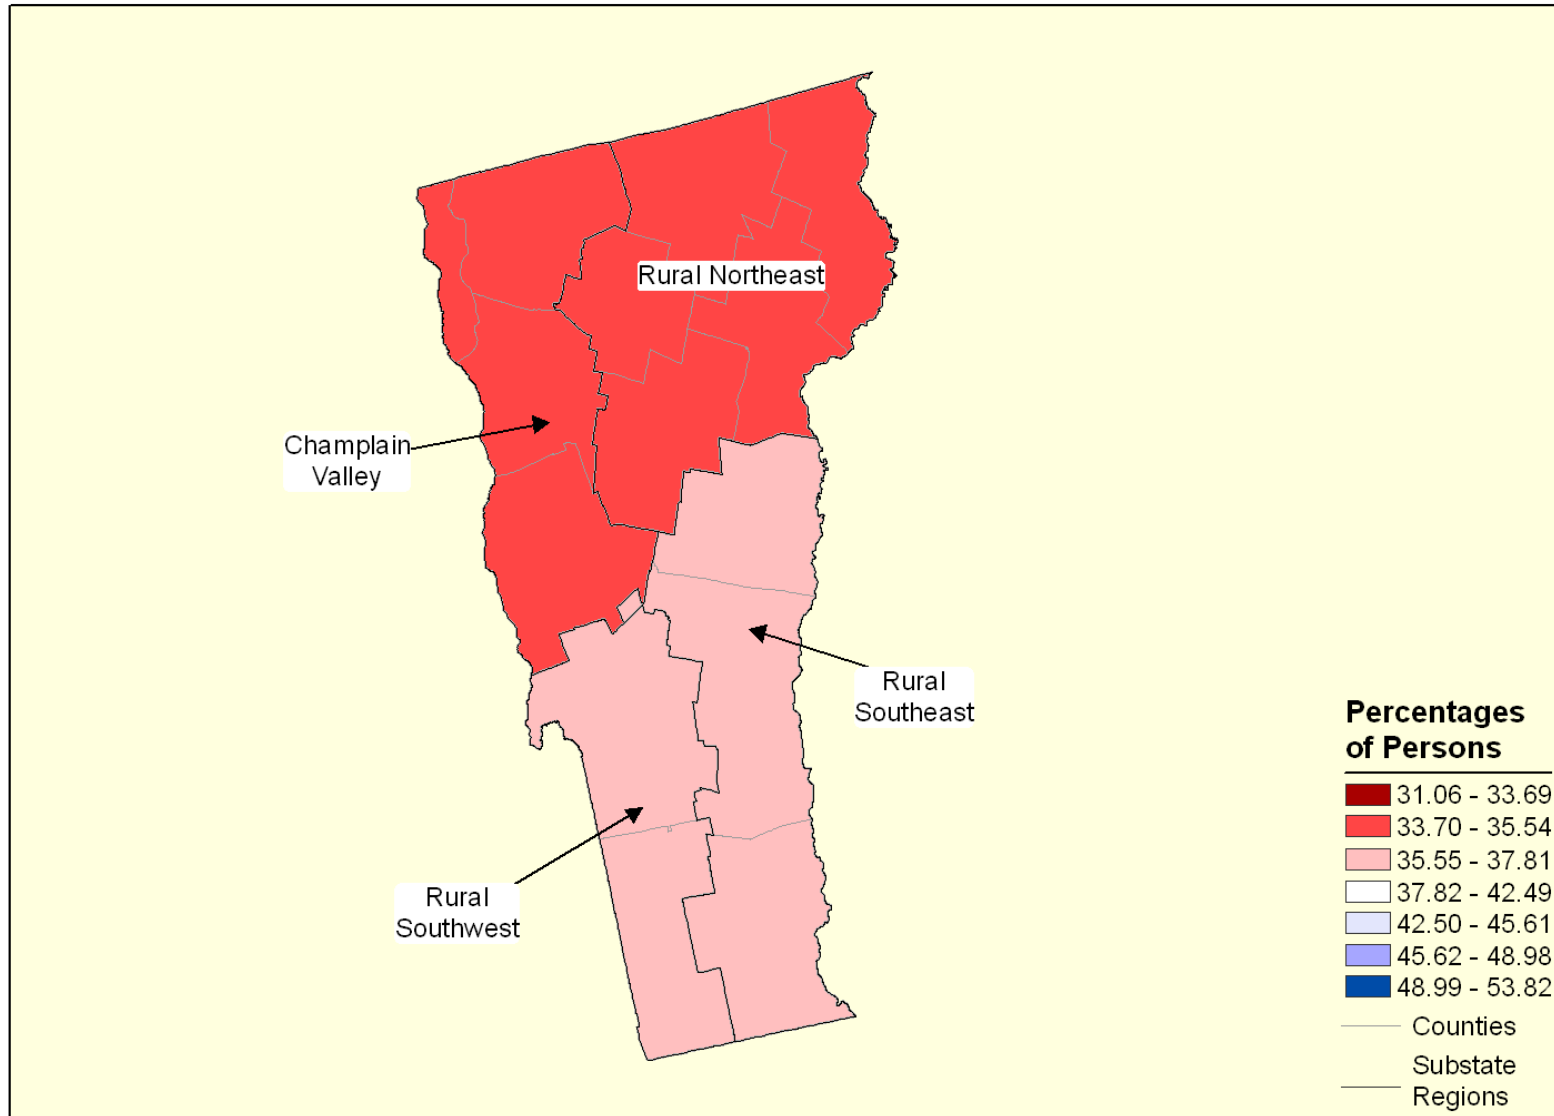 Rural Northeast
Champlain
Valley
Rural
Southeast
Rural
Southwest
Percentages
of Persons
31.06 - 33.69
33.70 - 35.54
35.55 - 37.81
37.82 - 42.49
42.50 - 45.61
45.62 - 48.98
48.99 - 53.82
Counties
Substate
Regions